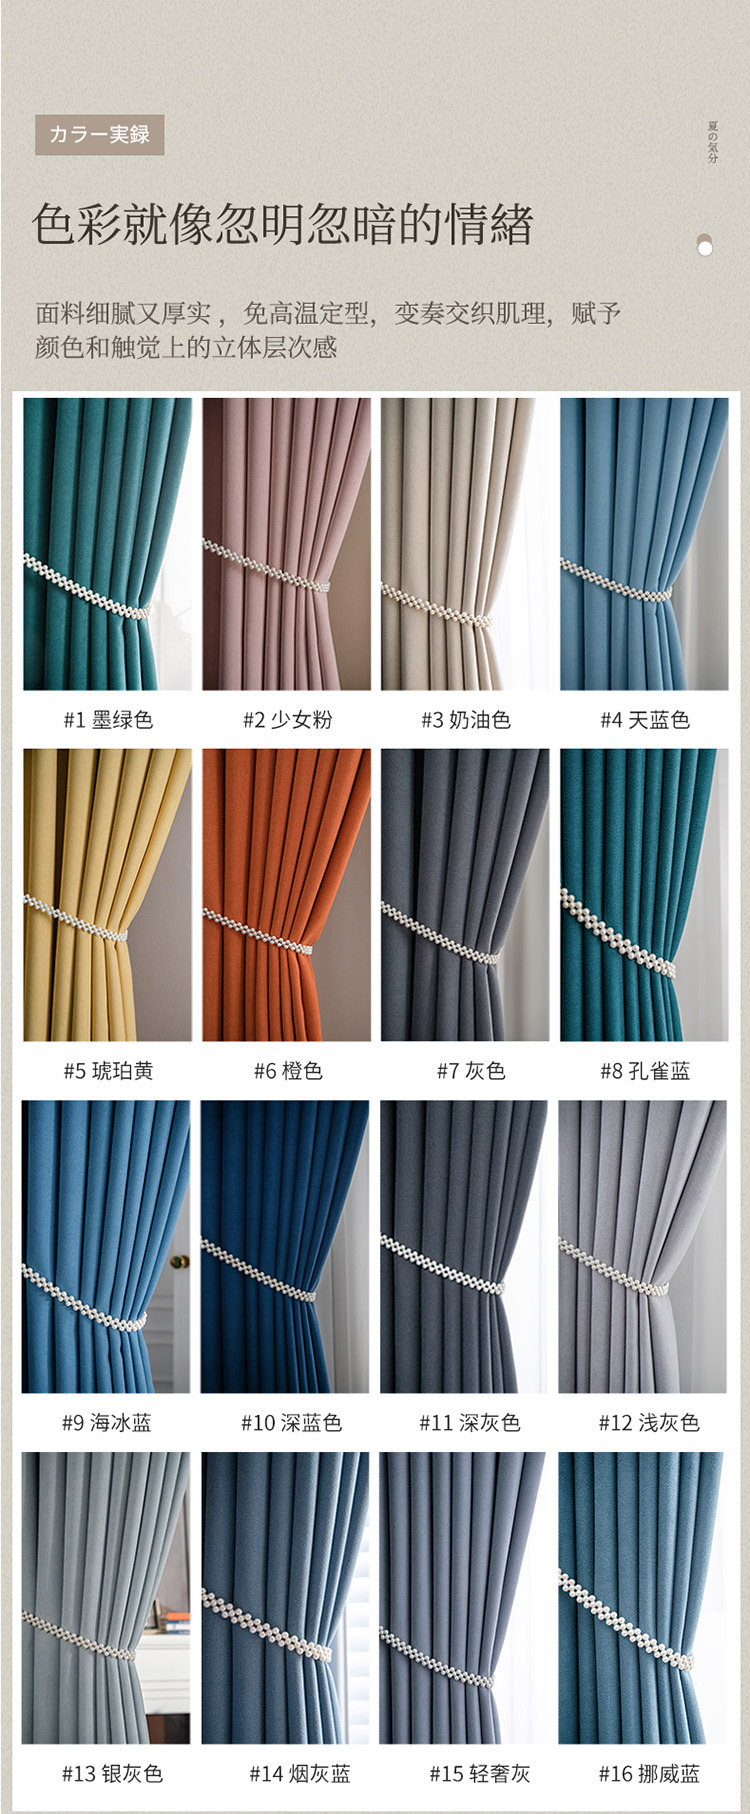 カラー実録
夏の気分
色彩就像忽明忽暗的情緒
面料细腻又厚实，免高温定型，变奏交织肌理，赋予
颜色和触觉上的立体层次感
#1 墨绿色
#2 少女粉
#3 奶油色
#4 天蓝色
#5 琥珀黄
#6 橙色
#7 灰色
#8 孔雀蓝
#9 海冰蓝
#10 深蓝色
#11 深灰色
#12 浅灰色
#13 银灰色
#14 烟灰蓝
#15 轻奢灰
#16 挪威蓝